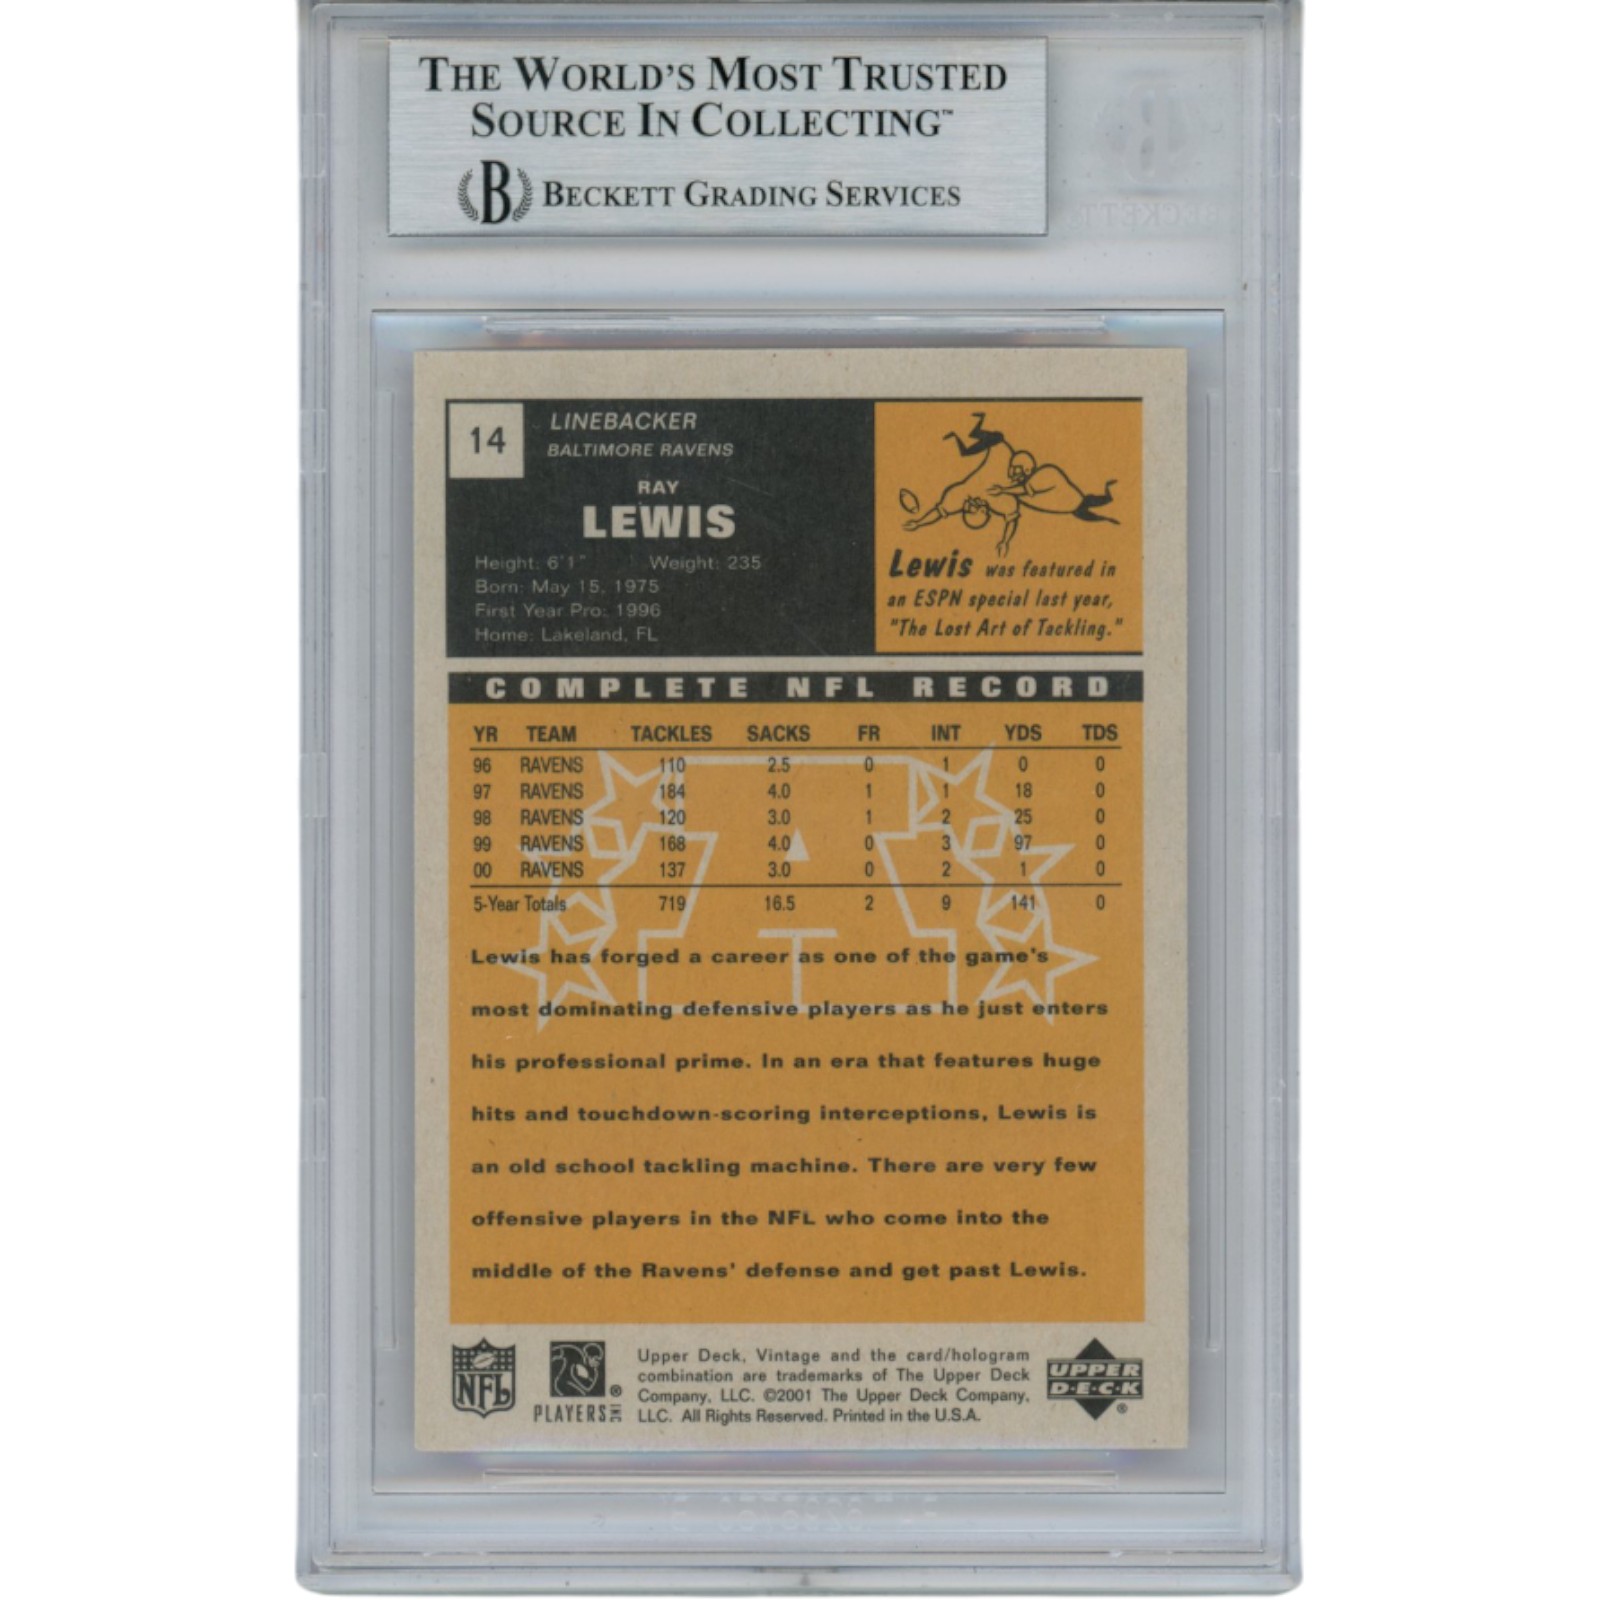 THE WORLD'S MOST TRUSTED
SOURCE IN COLLECTING™
B BECKETT GRADING SERVICES
14
LINEBACKER
BALTIMORE RAVENS
RAY
LEWIS
Height: 6'1" Weight: 235
Born: May 15, 1975
First Year Pro: 1996
Home: Lakeland, FL
Lewis was featured in
an ESPN special last year,
"The Lost Art of Tackling."
COMPLETE NFL RECORD
YR TEAM TACKLES SACKS FR INT YDS TDS
96 RAVENS 110 2.5 0 1 0 0
97 RAVENS 184 4.0 1 1 18 0
98 RAVENS 120 3.0 1 2 25 0
99 RAVENS 168 4.0 0 3 97 0
00 RAVENS 137 3.0 0 2 1 0
5-Year Totals 719 16.5 2 9 141 0
Lewis has forged a career as one of the game's
most dominating defensive players as he just enters
his professional prime. In an era that features huge
hits and touchdown-scoring interceptions, Lewis is
an old school tackling machine. There are very few
offensive players in the NFL who come into the
middle of the Ravens' defense and get past Lewis.
NFL
PLAYERS INC ®
Upper Deck, Vintage and the card/hologram
combination are trademarks of The Upper Deck
Company, LLC. ©2001 The Upper Deck Company,
LLC. All Rights Reserved. Printed in the U.S.A.
UPPER
D·E·C·K
®